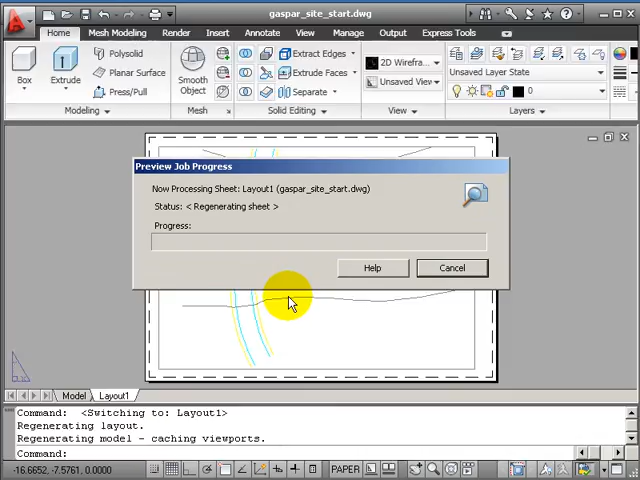 gaspar_site_start.dwg
Home
Mesh Modeling
Render
Insert
Annotate
View
Manage
Output
Express Tools
Box
Extrude
Polysolid
Planar Surface
Press/Pull
Smooth
Object
Extract Edges
Extrude Faces
Separate
2D Wirefram..
Unsaved View
Unsaved Layer State
0
Modeling
Mesh
Solid Editing
View
Layers
Preview Job Progress
Now Processing Sheet: Layout1 (gaspar_site_start.dwg)
Status: < Regenerating sheet >
Progress:
Help
Cancel
Model
Layout1
Command:  <Switching to: Layout1>
Regenerating layout.
Regenerating model - caching viewports.
Command:
-16.6652, -7.5761, 0.0000
PAPER